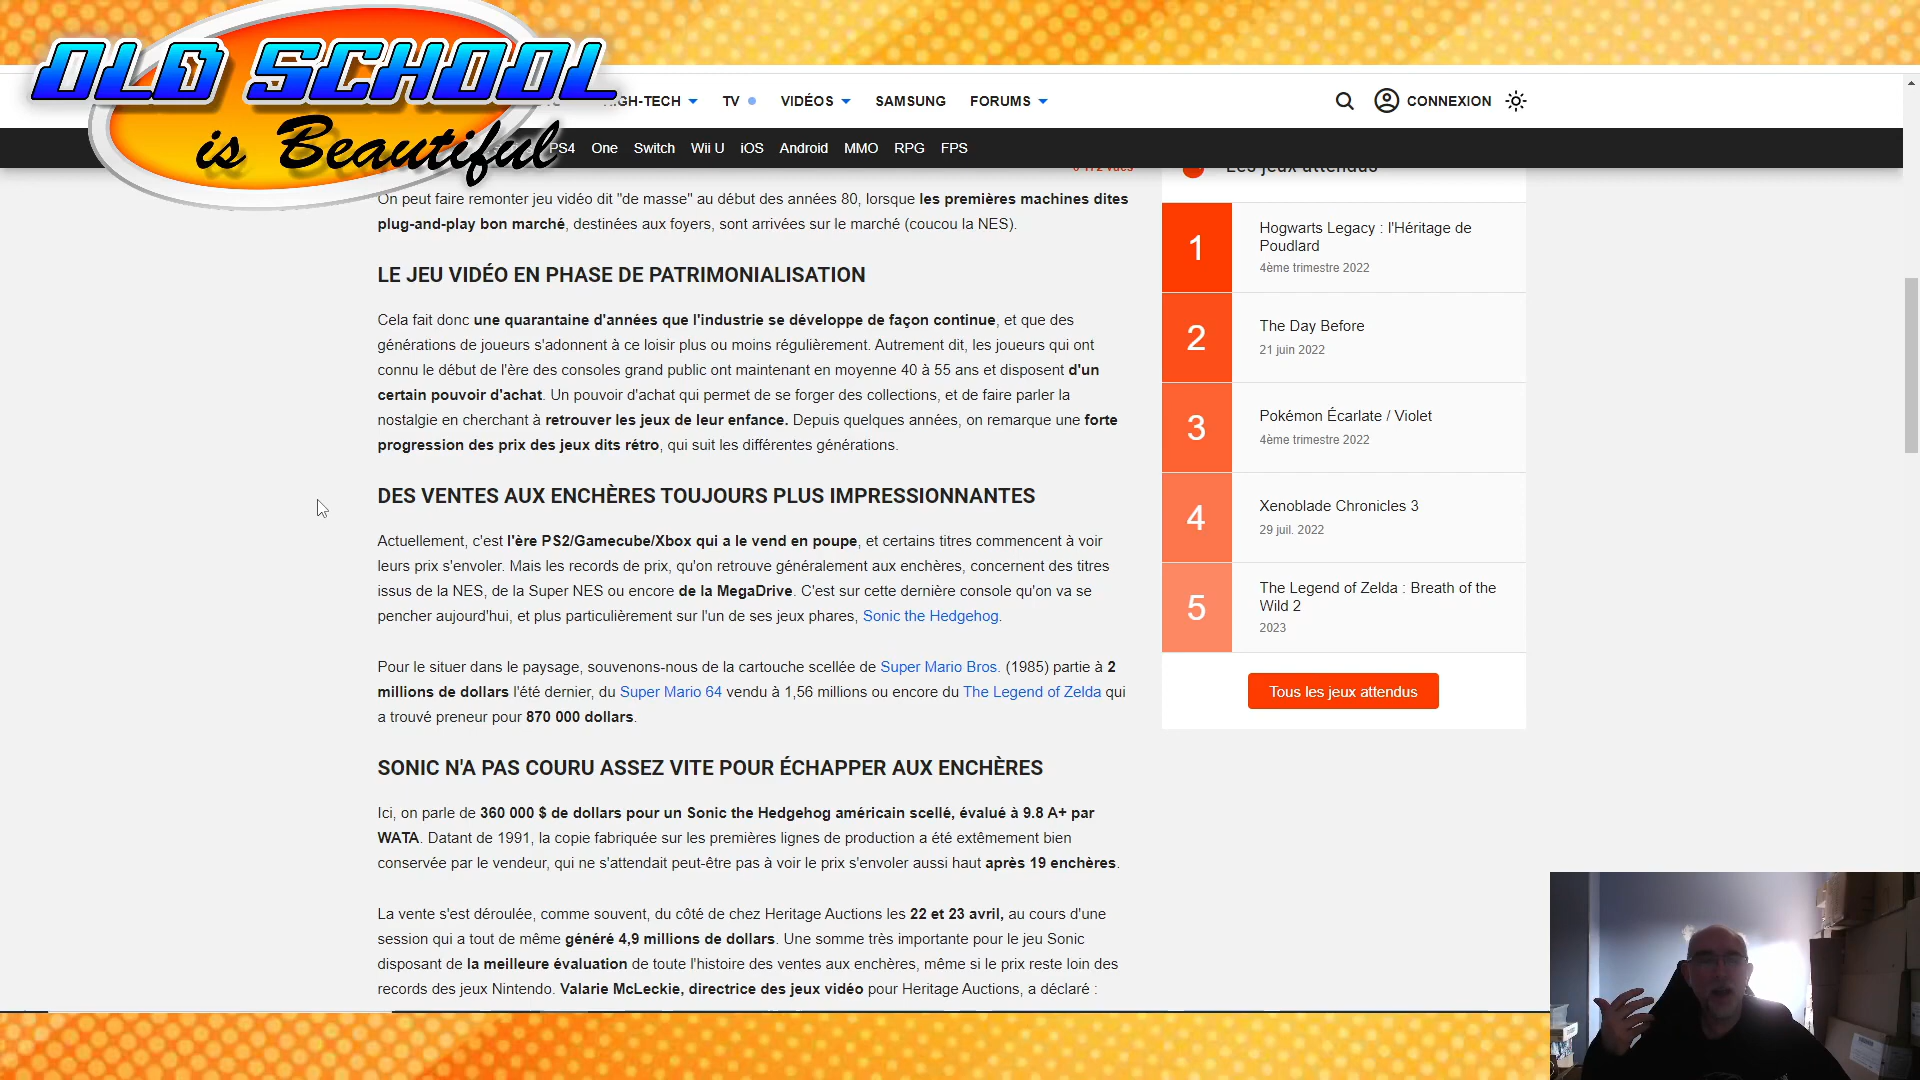 OLD SCHOOL
is Beautiful
HIGH-TECH TV VIDÉOS SAMSUNG FORUMS CONNEXION
PS4 One Switch Wii U iOS Android MMO RPG FPS
On peut faire remonter jeu vidéo dit "de masse" au début des années 80, lorsque les premières machines dites
plug-and-play bon marché, destinées aux foyers, sont arrivées sur le marché (coucou la NES).
LE JEU VIDÉO EN PHASE DE PATRIMONIALISATION
Cela fait donc une quarantaine d'années que l'industrie se développe de façon continue, et que des
générations de joueurs s'adonnent à ce loisir plus ou moins régulièrement. Autrement dit, les joueurs qui ont
connu le début de l'ère des consoles grand public ont maintenant en moyenne 40 à 55 ans et disposent d'un
certain pouvoir d'achat. Un pouvoir d'achat qui permet de se forger des collections, et de faire parler la
nostalgie en cherchant à retrouver les jeux de leur enfance. Depuis quelques années, on remarque une forte
progression des prix des jeux dits rétro, qui suit les différentes générations.
DES VENTES AUX ENCHÈRES TOUJOURS PLUS IMPRESSIONNANTES
Actuellement, c'est l'ère PS2/Gamecube/Xbox qui a le vend en poupe, et certains titres commencent à voir
leurs prix s'envoler. Mais les records de prix, qu'on retrouve généralement aux enchères, concernent des titres
issus de la NES, de la Super NES ou encore de la MegaDrive. C'est sur cette dernière console qu'on va se
pencher aujourd'hui, et plus particulièrement sur l'un de ses jeux phares, Sonic the Hedgehog.
Pour le situer dans le paysage, souvenons-nous de la cartouche scellée de Super Mario Bros. (1985) partie à 2
millions de dollars l'été dernier, du Super Mario 64 vendu à 1,56 millions ou encore du The Legend of Zelda qui
a trouvé preneur pour 870 000 dollars.
SONIC N'A PAS COURU ASSEZ VITE POUR ÉCHAPPER AUX ENCHÈRES
Ici, on parle de 360 000 $ de dollars pour un Sonic the Hedgehog américain scellé, évalué à 9.8 A+ par
WATA. Datant de 1991, la copie fabriquée sur les premières lignes de production a été extêmement bien
conservée par le vendeur, qui ne s'attendait peut-être pas à voir le prix s'envoler aussi haut après 19 enchères.
La vente s'est déroulée, comme souvent, du côté de chez Heritage Auctions les 22 et 23 avril, au cours d'une
session qui a tout de même généré 4,9 millions de dollars. Une somme très importante pour le jeu Sonic
disposant de la meilleure évaluation de toute l'histoire des ventes aux enchères, même si le prix reste loin des
records des jeux Nintendo. Valarie McLeckie, directrice des jeux vidéo pour Heritage Auctions, a déclaré :
Les jeux attendus
1
Hogwarts Legacy : l'Héritage de
Poudlard
4ème trimestre 2022
2
The Day Before
21 juin 2022
3
Pokémon Écarlate / Violet
4ème trimestre 2022
4
Xenoblade Chronicles 3
29 juil. 2022
5
The Legend of Zelda : Breath of the
Wild 2
2023
Tous les jeux attendus